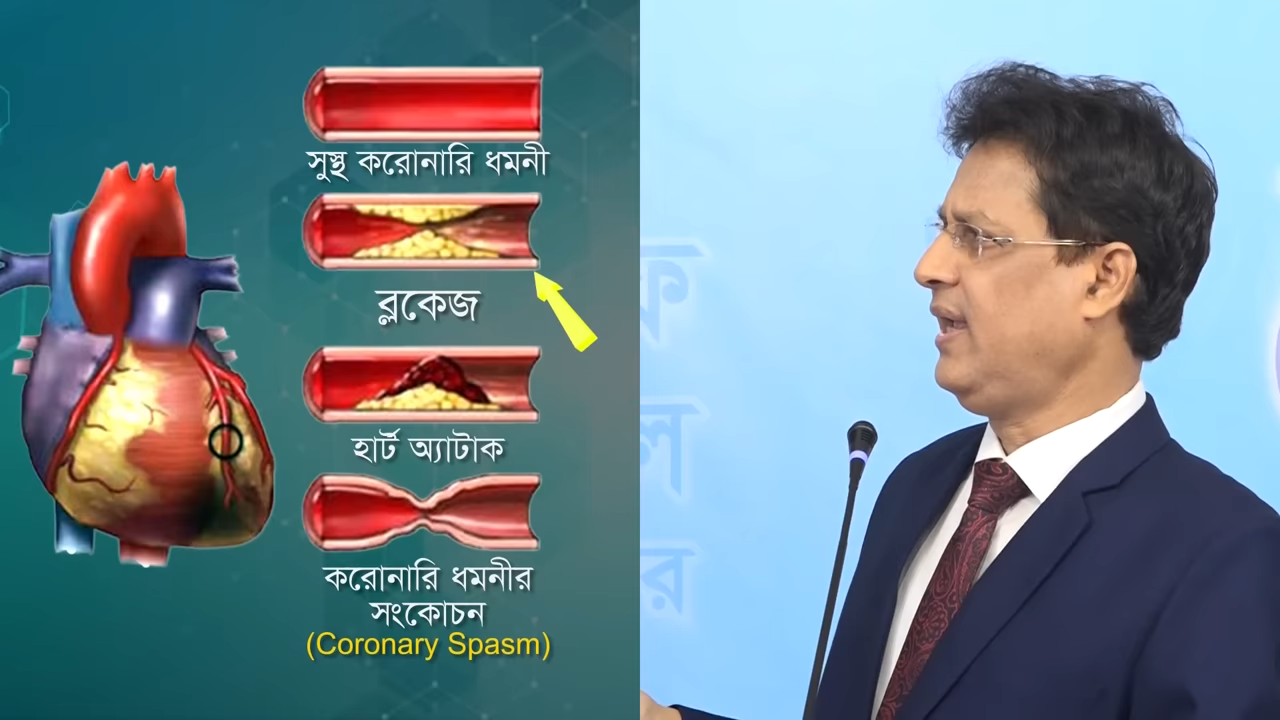 সুস্থ করোনারি ধমনী
ব্লকেজ
হার্ট অ্যাটাক
করোনারি ধমনীর
সংকোচন
(Coronary Spasm)
ল
র